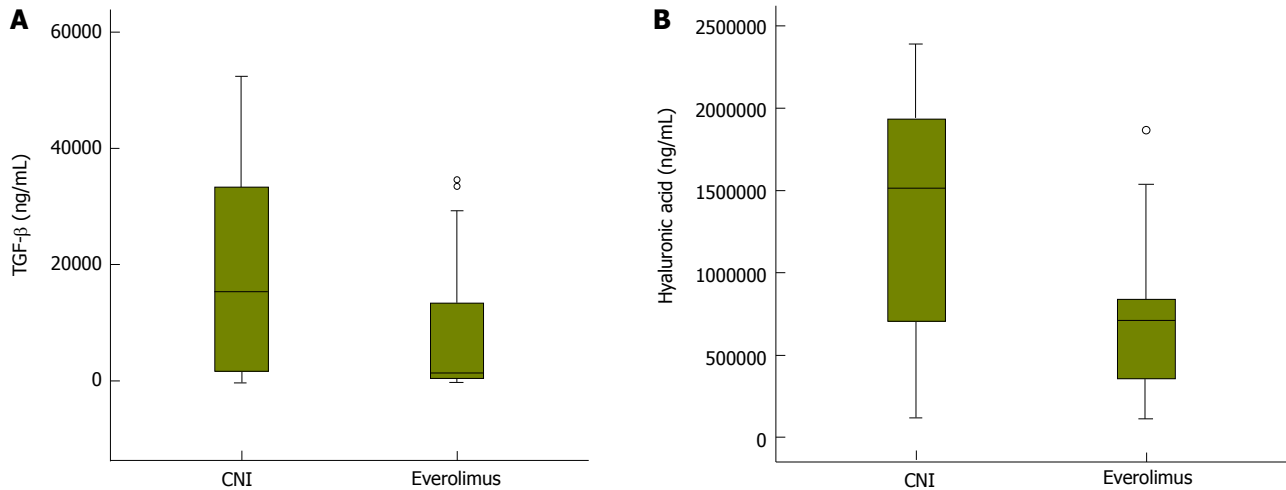 A
TGF-β (ng/mL)
60000
40000
20000
0
CNI
Everolimus
B
Hyaluronic acid (ng/mL)
2500000
2000000
1500000
1000000
500000
0
CNI
Everolimus